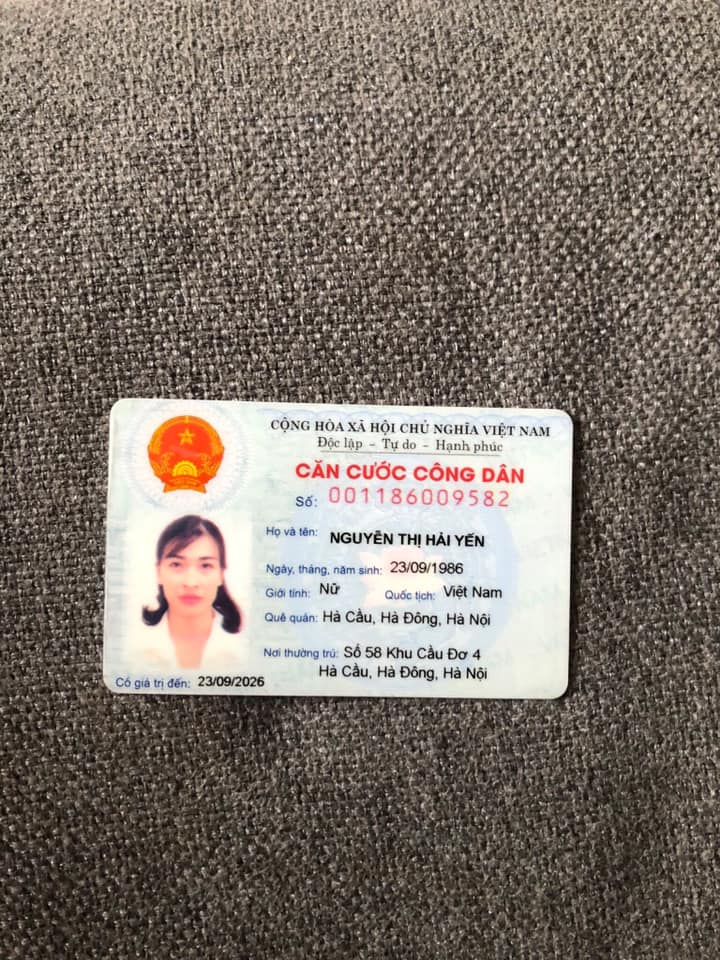 CỘNG HÒA XÃ HỘI CHỦ NGHĨA VIỆT NAM
Độc lập - Tự do - Hạnh phúc
CĂN CƯỚC CÔNG DÂN
Số: 001186009582
Họ và tên: NGUYỄN THỊ HẢI YẾN
Ngày, tháng, năm sinh: 23/09/1986
Giới tính: Nữ Quốc tịch: Việt Nam
Quê quán: Hà Cầu, Hà Đông, Hà Nội
Nơi thường trú: Số 58 Khu Cầu Đơ 4
Hà Cầu, Hà Đông, Hà Nội
Có giá trị đến: 23/09/2026